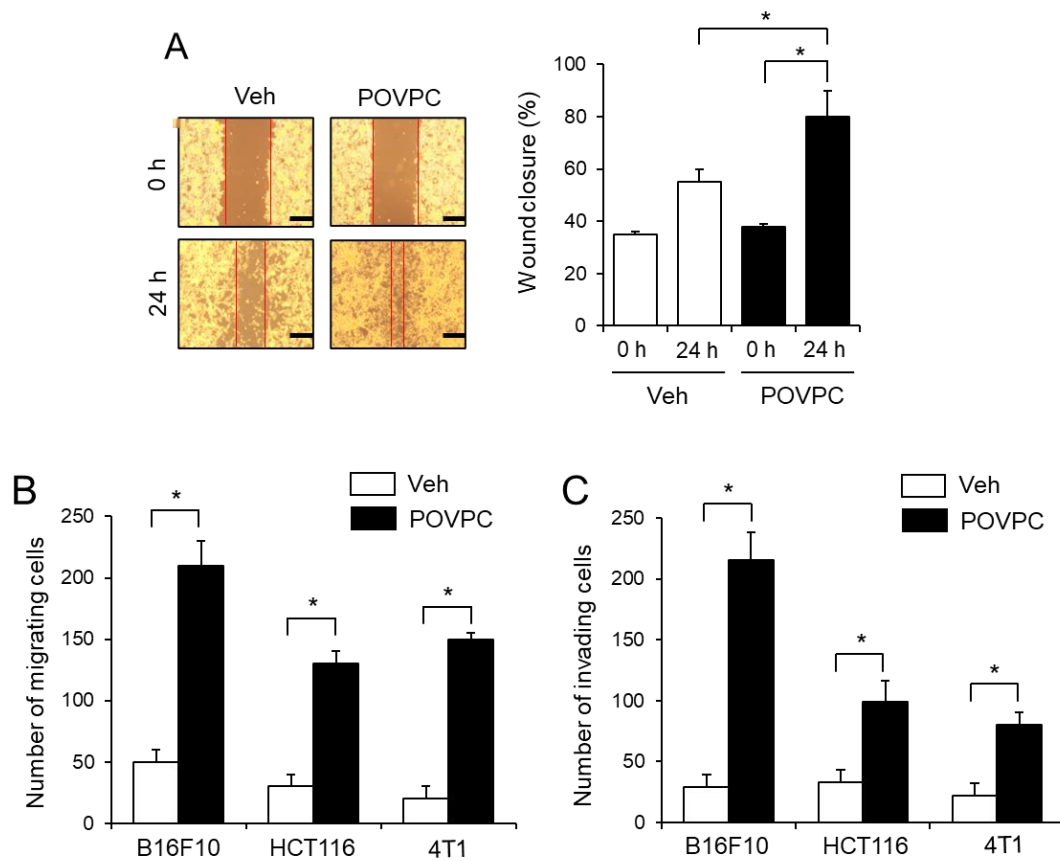 A
Veh
POVPC
0 h
24 h
Wound closure (%)
100
80
60
40
20
0
*
*
0 h
24 h
0 h
24 h
Veh
POVPC
B
Veh
POVPC
Number of migrating cells
250
200
150
100
50
0
*
*
*
B16F10
HCT116
4T1
C
Veh
POVPC
Number of invading cells
250
200
150
100
50
0
*
*
*
B16F10
HCT116
4T1